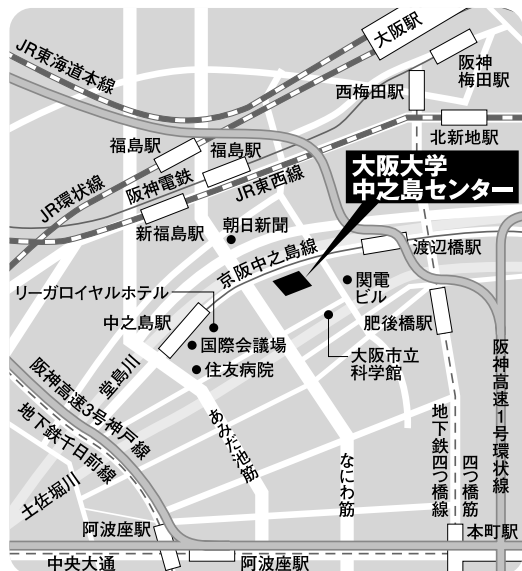 大阪駅
JR東海道本線
阪神
梅田駅
西梅田駅
北新地駅
福島駅
福島駅
阪神電鉄
JR東西線
JR環状線
大阪大学
中之島センター
新福島駅
朝日新聞
京阪中之島線
渡辺橋駅
リーガロイヤルホテル
関電
ビル
中之島駅
肥後橋駅
国際会議場
大阪市立
科学館
住友病院
堂島川
阪神高速3号神戸線
地下鉄千日前線
土佐堀川
あみだ池筋
なにわ筋
地下鉄四つ橋線
四つ橋筋
阪神高速1号環状線
阿波座駅
本町駅
中央大通
阿波座駅